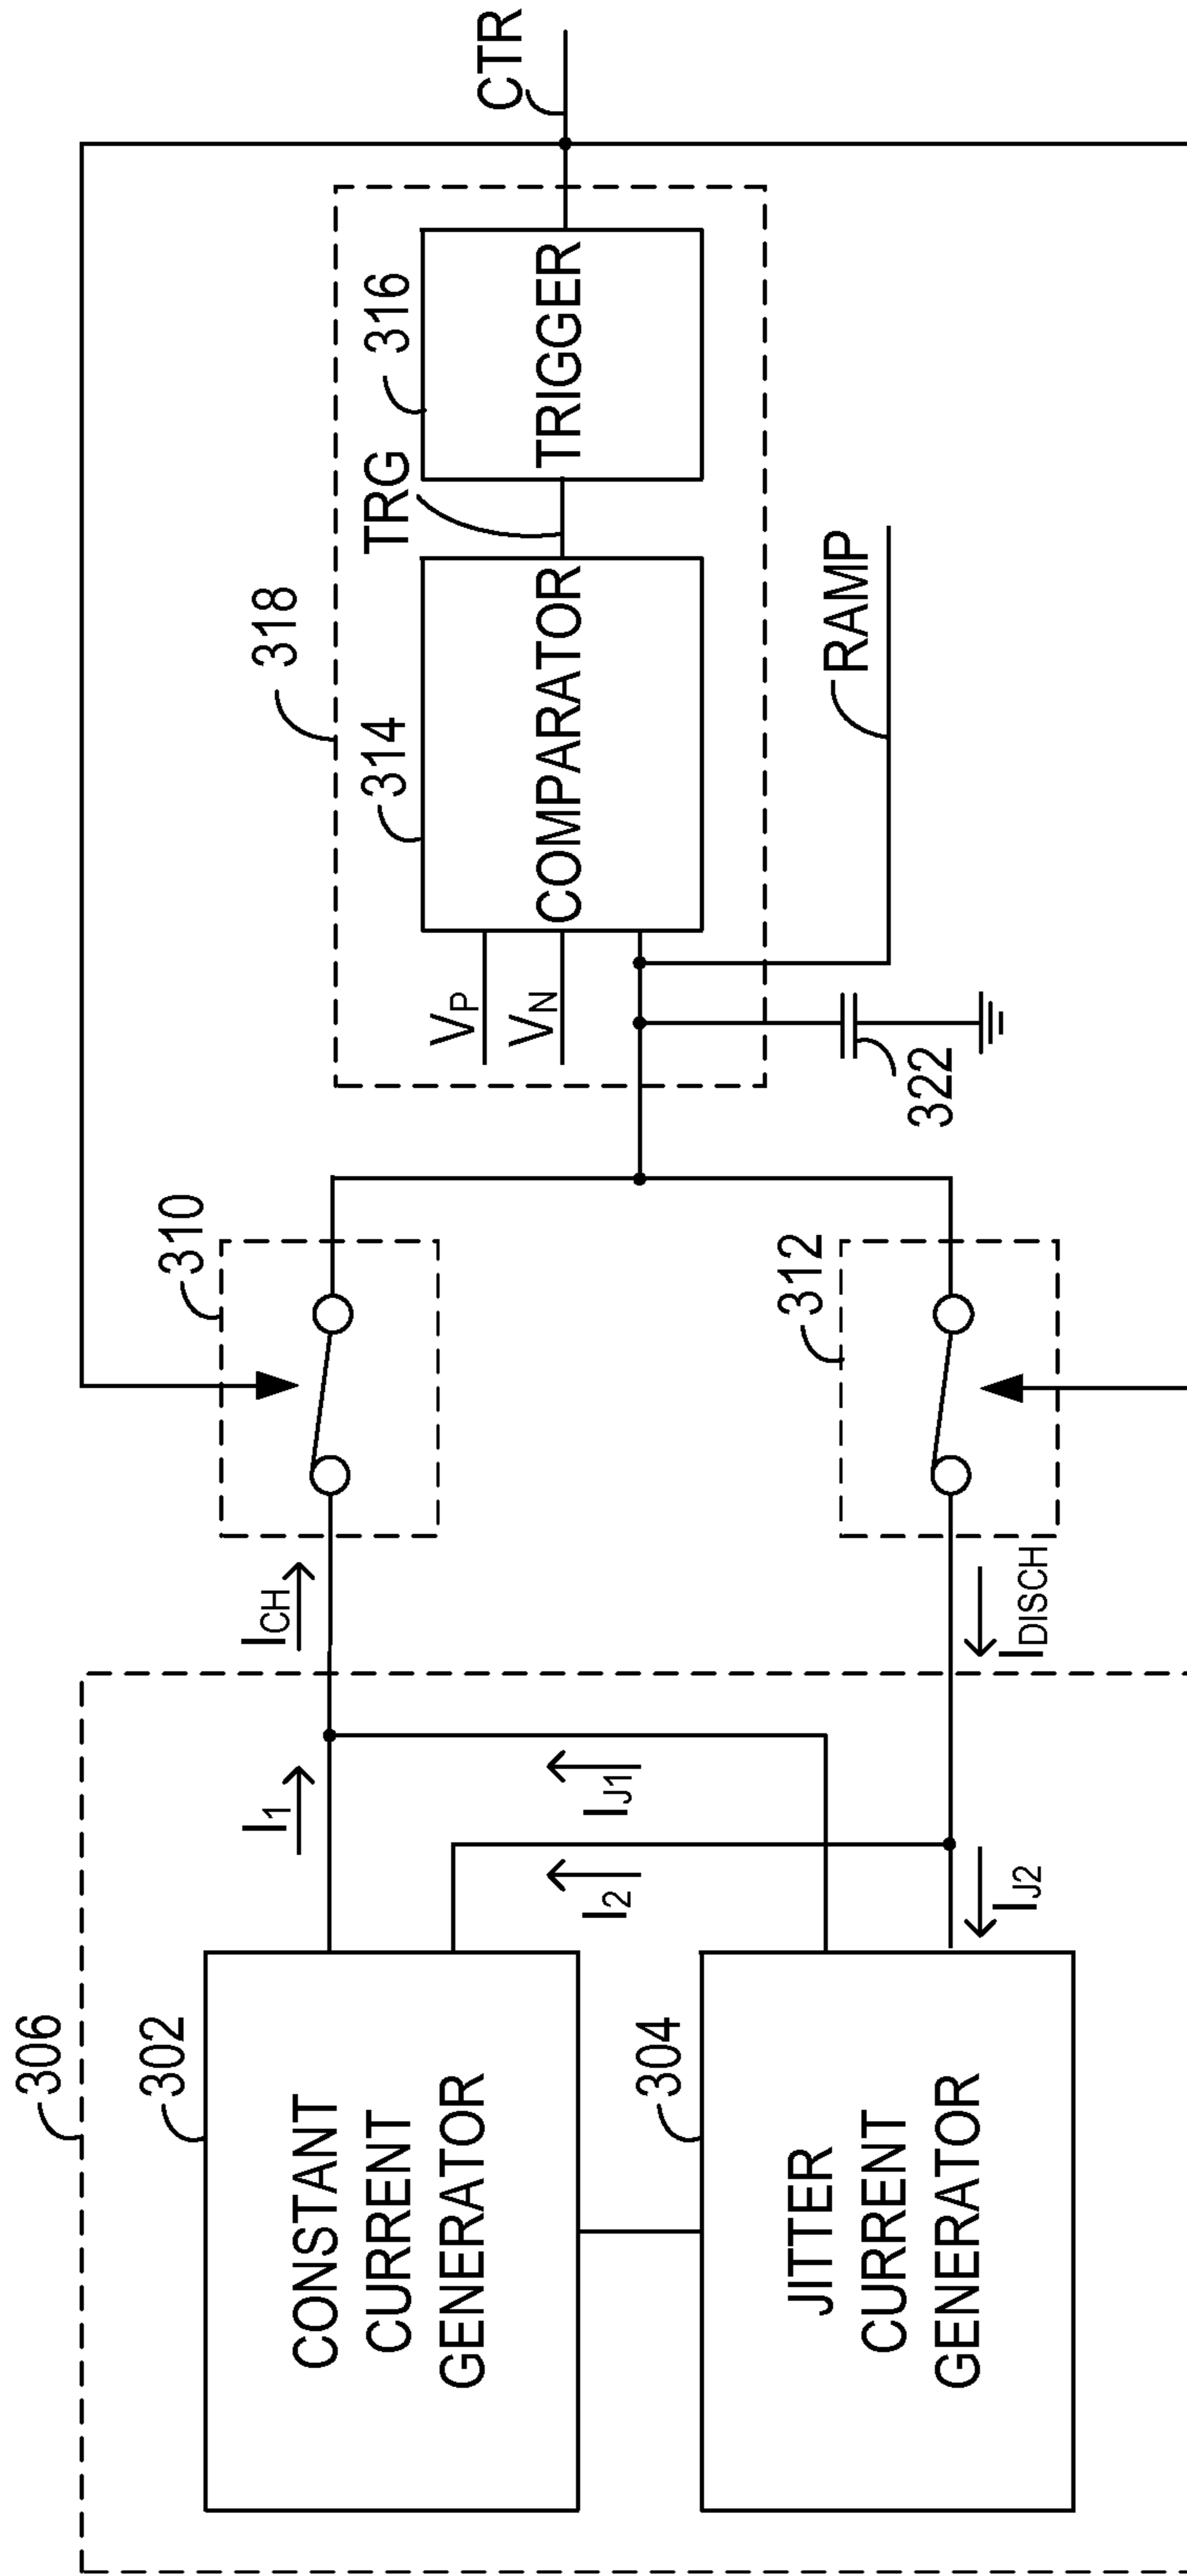 306
302
CONSTANT
CURRENT
GENERATOR
304
JITTER
CURRENT
GENERATOR
I1
I2
IJ1
IJ2
ICH
IDISCH
310
312
318
314
VP
VN
COMPARATOR
TRG
316
TRIGGER
CTR
RAMP
322